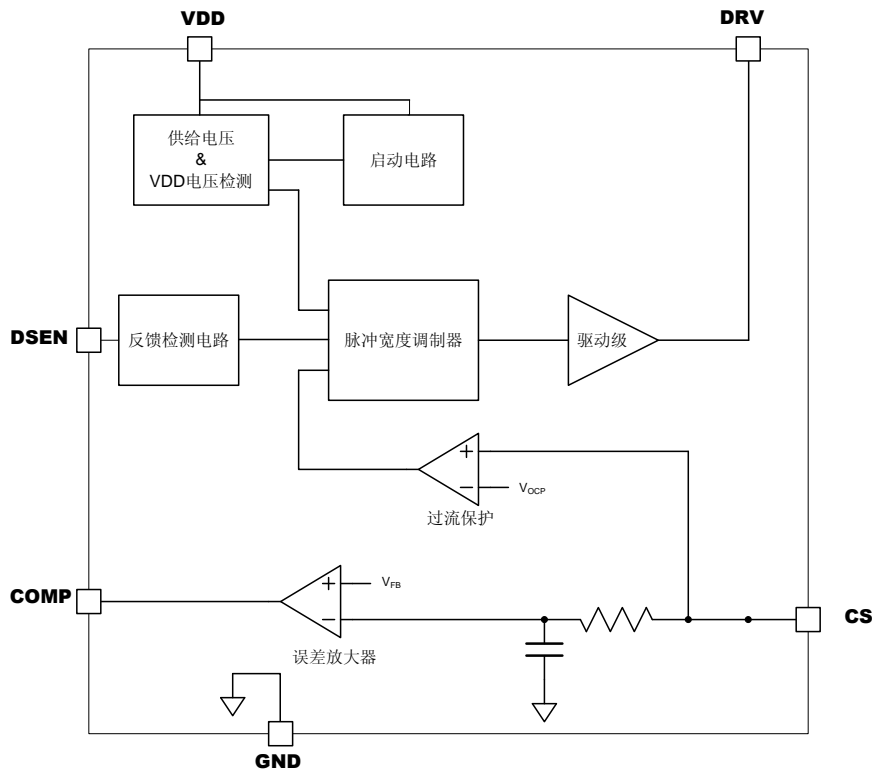 VDD
DRV
供给电压
&
VDD电压检测
启动电路
DSEN
反馈检测电路
脉冲宽度调制器
驱动级
+
−
VOCP
过流保护
COMP
+
−
VFB
误差放大器
CS
GND